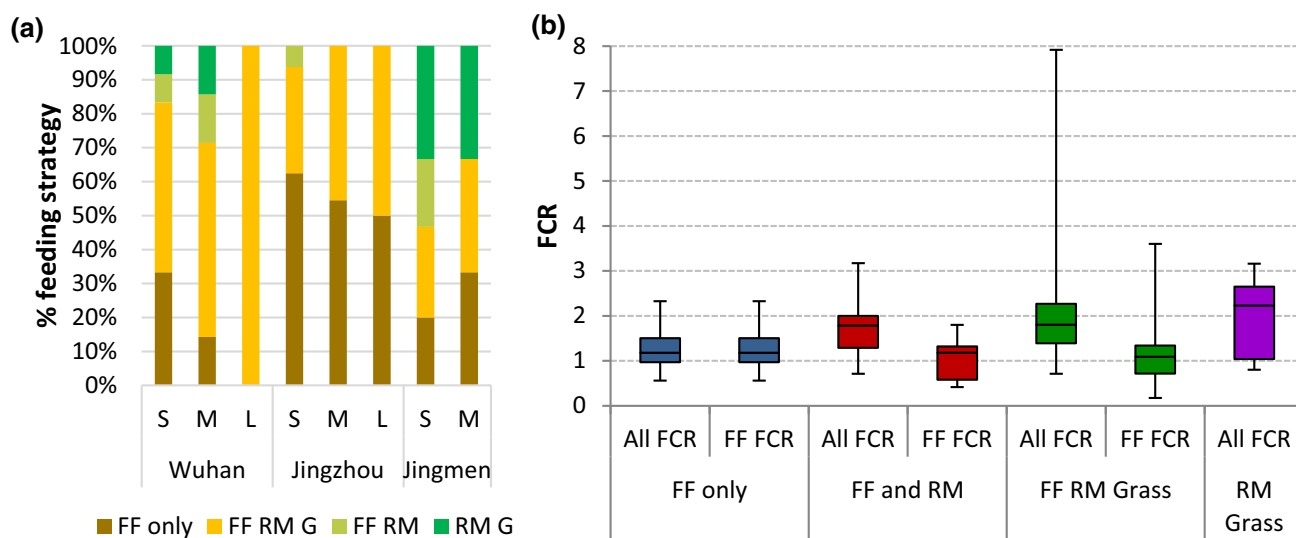 (a)
100%
90%
80%
70%
60%
50%
40%
30%
20%
10%
0%
% feeding strategy
S M L S M L S M
Wuhan Jingzhou Jingmen
FF only FF RM G FF RM RM G
(b)
8
7
6
5
4
3
2
1
0
FCR
All FCR FF FCR All FCR FF FCR All FCR FF FCR All FCR
FF only FF and RM FF RM Grass RM
Grass